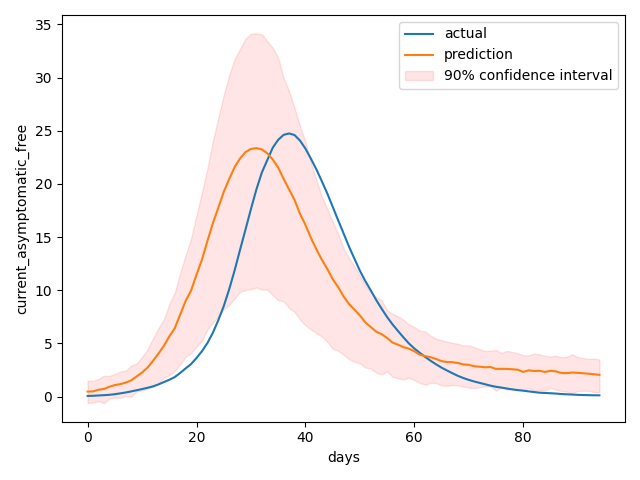 actual
prediction
90% confidence interval
current_asymptomatic_free
35
30
25
20
15
10
5
0
0 20 40 60 80
days